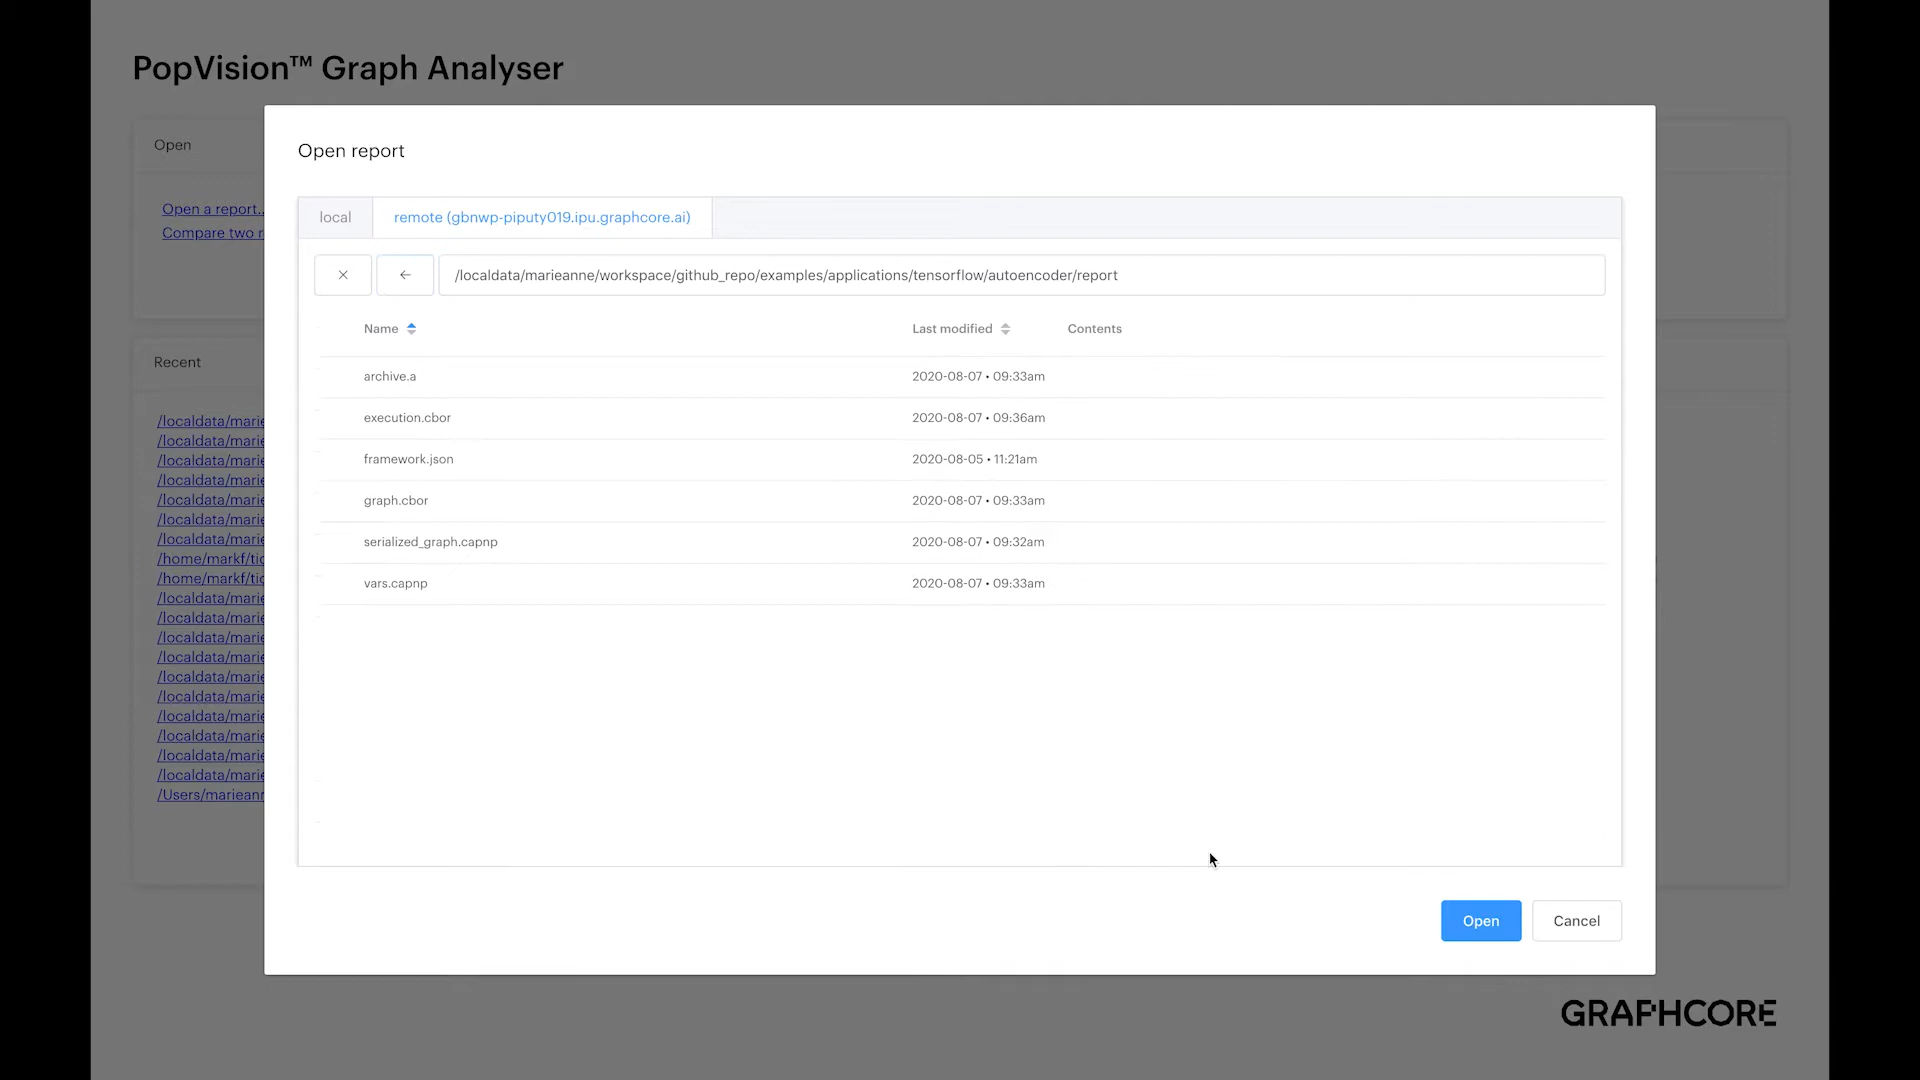 PopVision™ Graph Analyser
Open
Open a report..
Compare two r
Recent
/localdata/marie
/localdata/marie
/localdata/marie
/localdata/marie
/localdata/marie
/localdata/marie
/localdata/marie
/home/markf/tic
/home/markf/tic
/localdata/marie
/localdata/marie
/localdata/marie
/localdata/marie
/localdata/marie
/localdata/marie
/localdata/marie
/localdata/marie
/localdata/marie
/localdata/marie
/Users/marieanr
Open report
local remote (gbnwp-piputy019.ipu.graphcore.ai)
/localdata/marieanne/workspace/github_repo/examples/applications/tensorflow/autoencoder/report
Name Last modified Contents
archive.a 2020-08-07 • 09:33am
execution.cbor 2020-08-07 • 09:36am
framework.json 2020-08-05 • 11:21am
graph.cbor 2020-08-07 • 09:33am
serialized_graph.capnp 2020-08-07 • 09:32am
vars.capnp 2020-08-07 • 09:33am
Open Cancel
GRAPHCORE